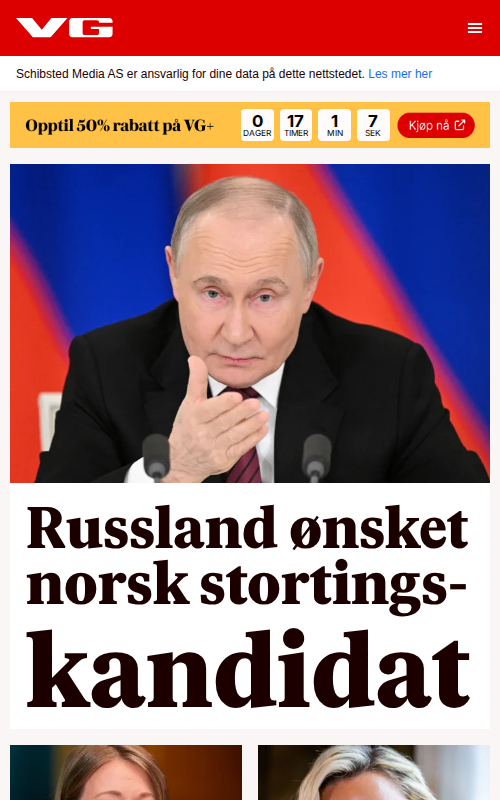 VG
Schibsted Media AS er ansvarlig for dine data på dette nettstedet. Les mer her
Opptil 50% rabatt på VG+
0 17 1 7
DAGER TIMER MIN SEK
Kjøp nå
Russland ønsket
norsk stortings-
kandidat